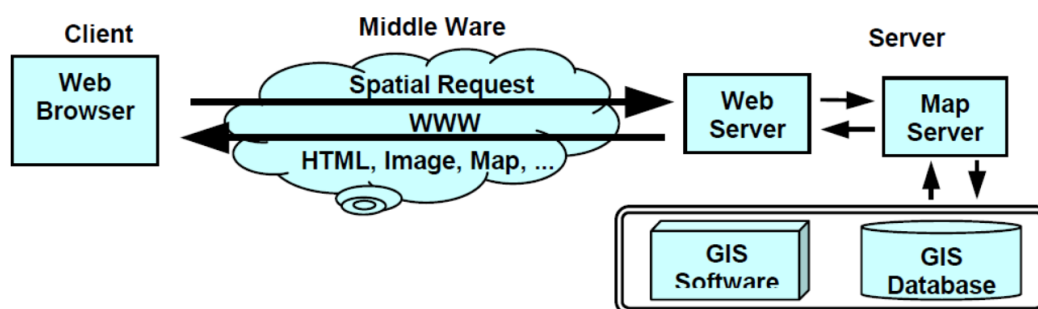 Client
Middle Ware
Server
Web
Browser
Spatial Request
WWW
HTML, Image, Map, ...
Web
Server
Map
Server
GIS
Software
GIS
Database